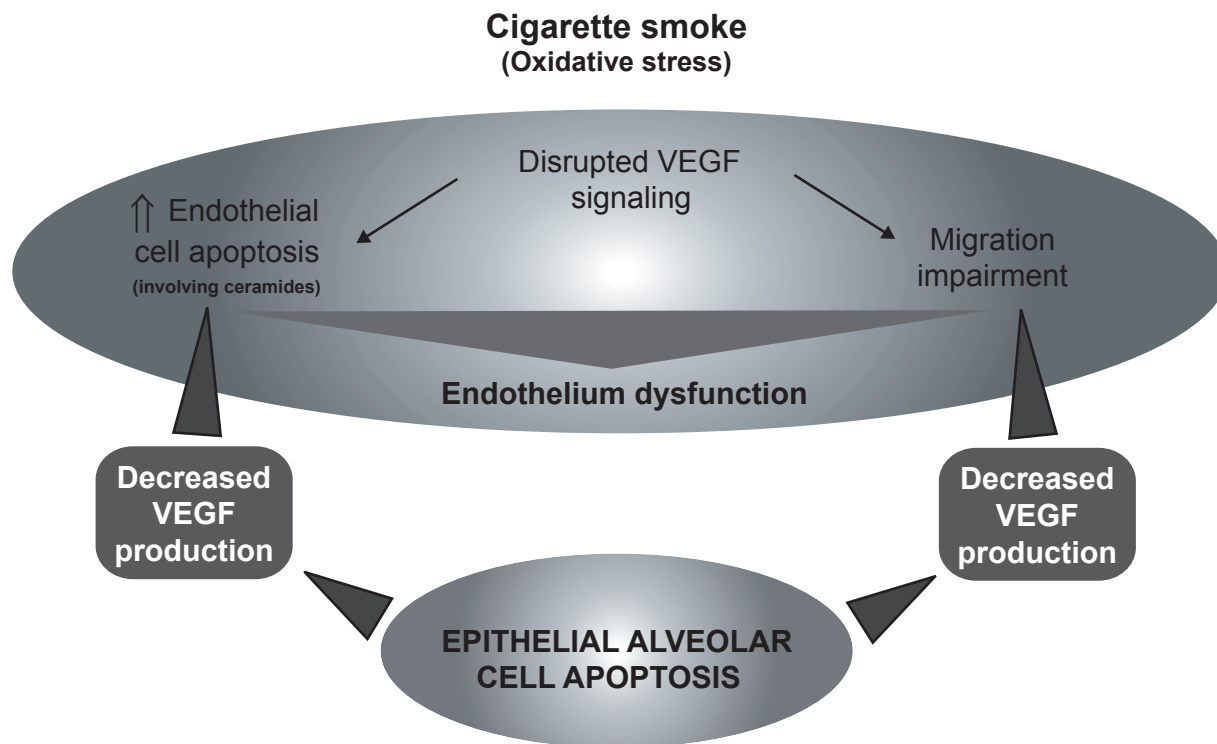 Cigarette smoke
(Oxidative stress)
Disrupted VEGF
signaling
⇑ Endothelial
cell apoptosis
(involving ceramides)
Migration
impairment
Endothelium dysfunction
Decreased
VEGF
production
Decreased
VEGF
production
EPITHELIAL ALVEOLAR
CELL APOPTOSIS